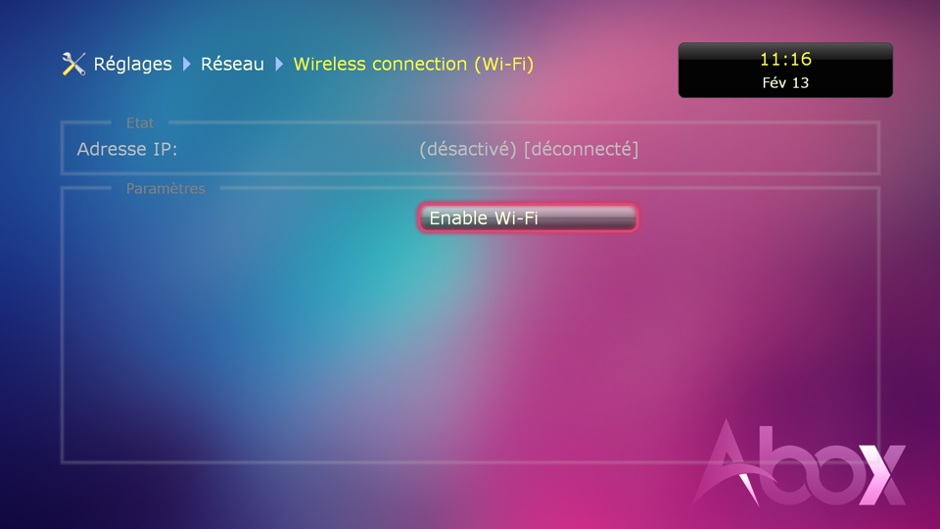 Réglages Réseau Wireless connection (Wi-Fi)
11:16
Fév 13
Etat
Adresse IP: (désactivé) [déconnecté]
Paramètres
Enable Wi-Fi
Abox